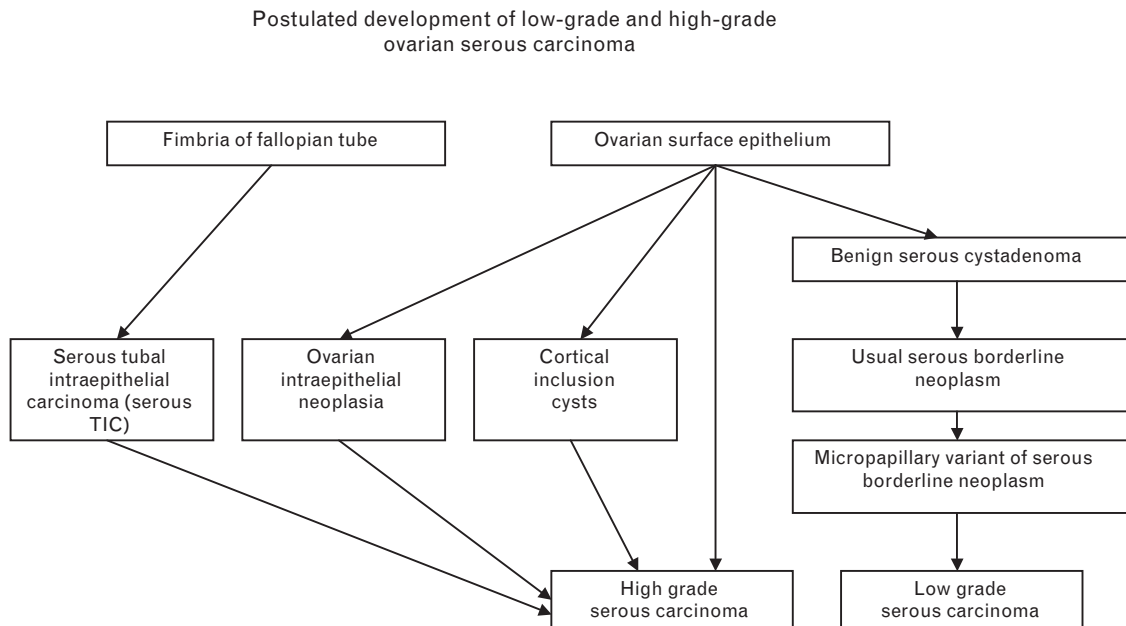 Postulated development of low-grade and high-grade
ovarian serous carcinoma
Fimbria of fallopian tube
Ovarian surface epithelium
Benign serous cystadenoma
Serous tubal
intraepithelial
carcinoma (serous
TIC)
Ovarian
intraepithelial
neoplasia
Cortical
inclusion
cysts
Usual serous borderline
neoplasm
Micropapillary variant of serous
borderline neoplasm
High grade
serous carcinoma
Low grade
serous carcinoma